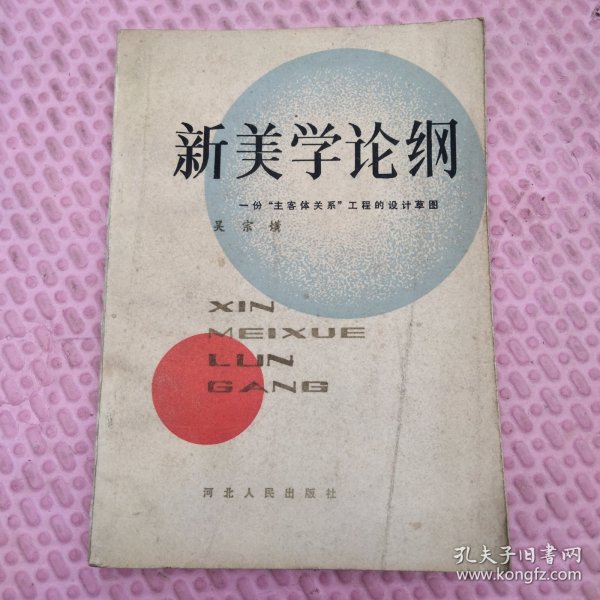 新美学论纲
一份“主客体关系”工程的设计草图
吴宗
XIN
MEIXUE
LUN
GANG
河北人民出版社
孔夫子旧书网
www.kongfz.com